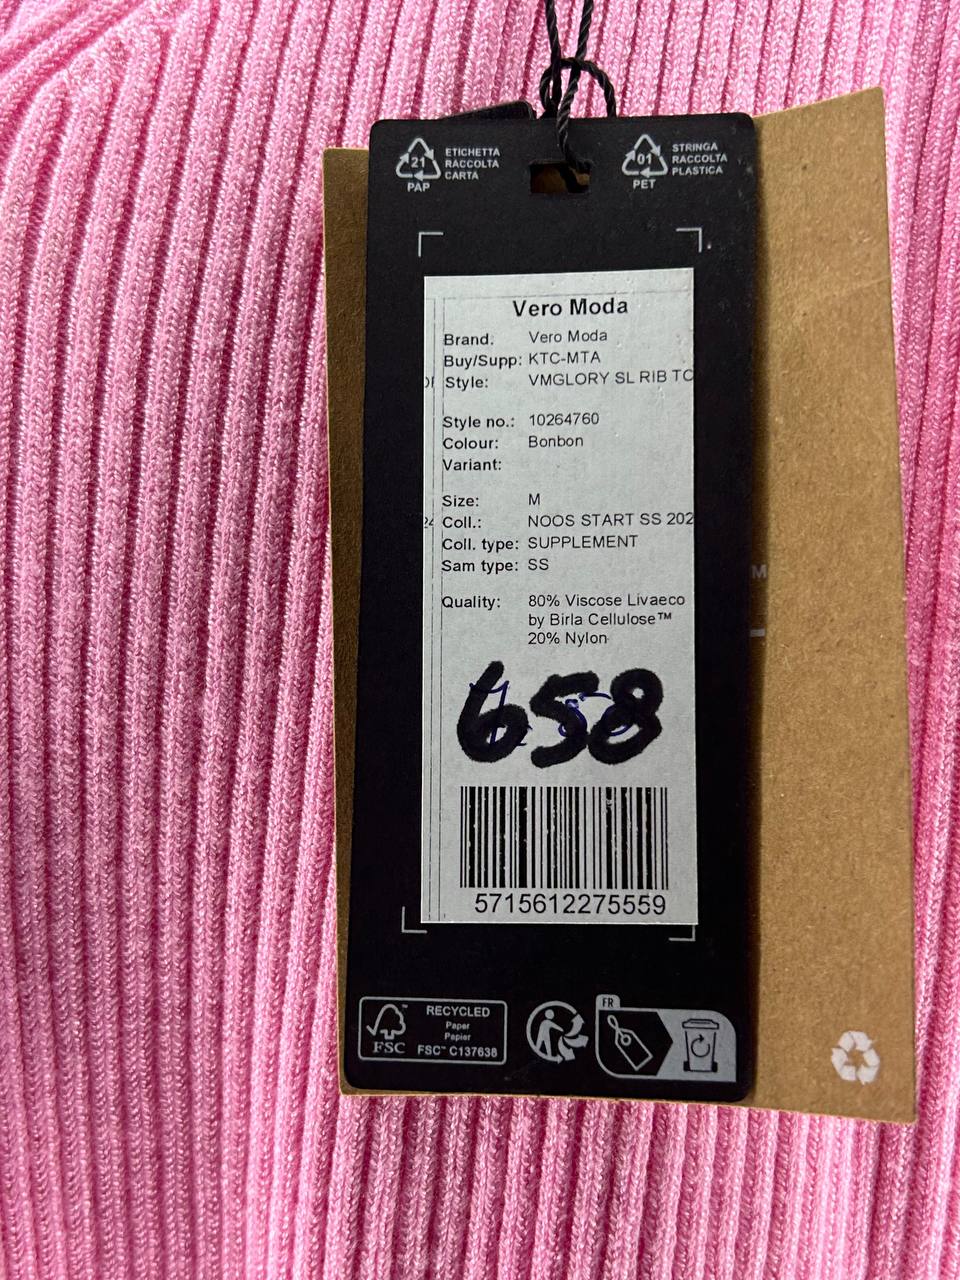 21
PAP
ETICHETTA
RACCOLTA
CARTA
01
PET
STRINGA
RACCOLTA
PLASTICA
Vero Moda
Brand: Vero Moda
Buy/Supp: KTC-MTA
Style: VMGLORY SL RIB TO
Style no.: 10264760
Colour: Bonbon
Variant:
Size: M
Coll.: NOOS START SS 202
Coll. type: SUPPLEMENT
Sam type: SS
Quality: 80% Viscose Livaeco
by Birla Cellulose™
20% Nylon
658
5715612275559
FSC
RECYCLED
Paper
Papier
FSC™ C137638
FR
M